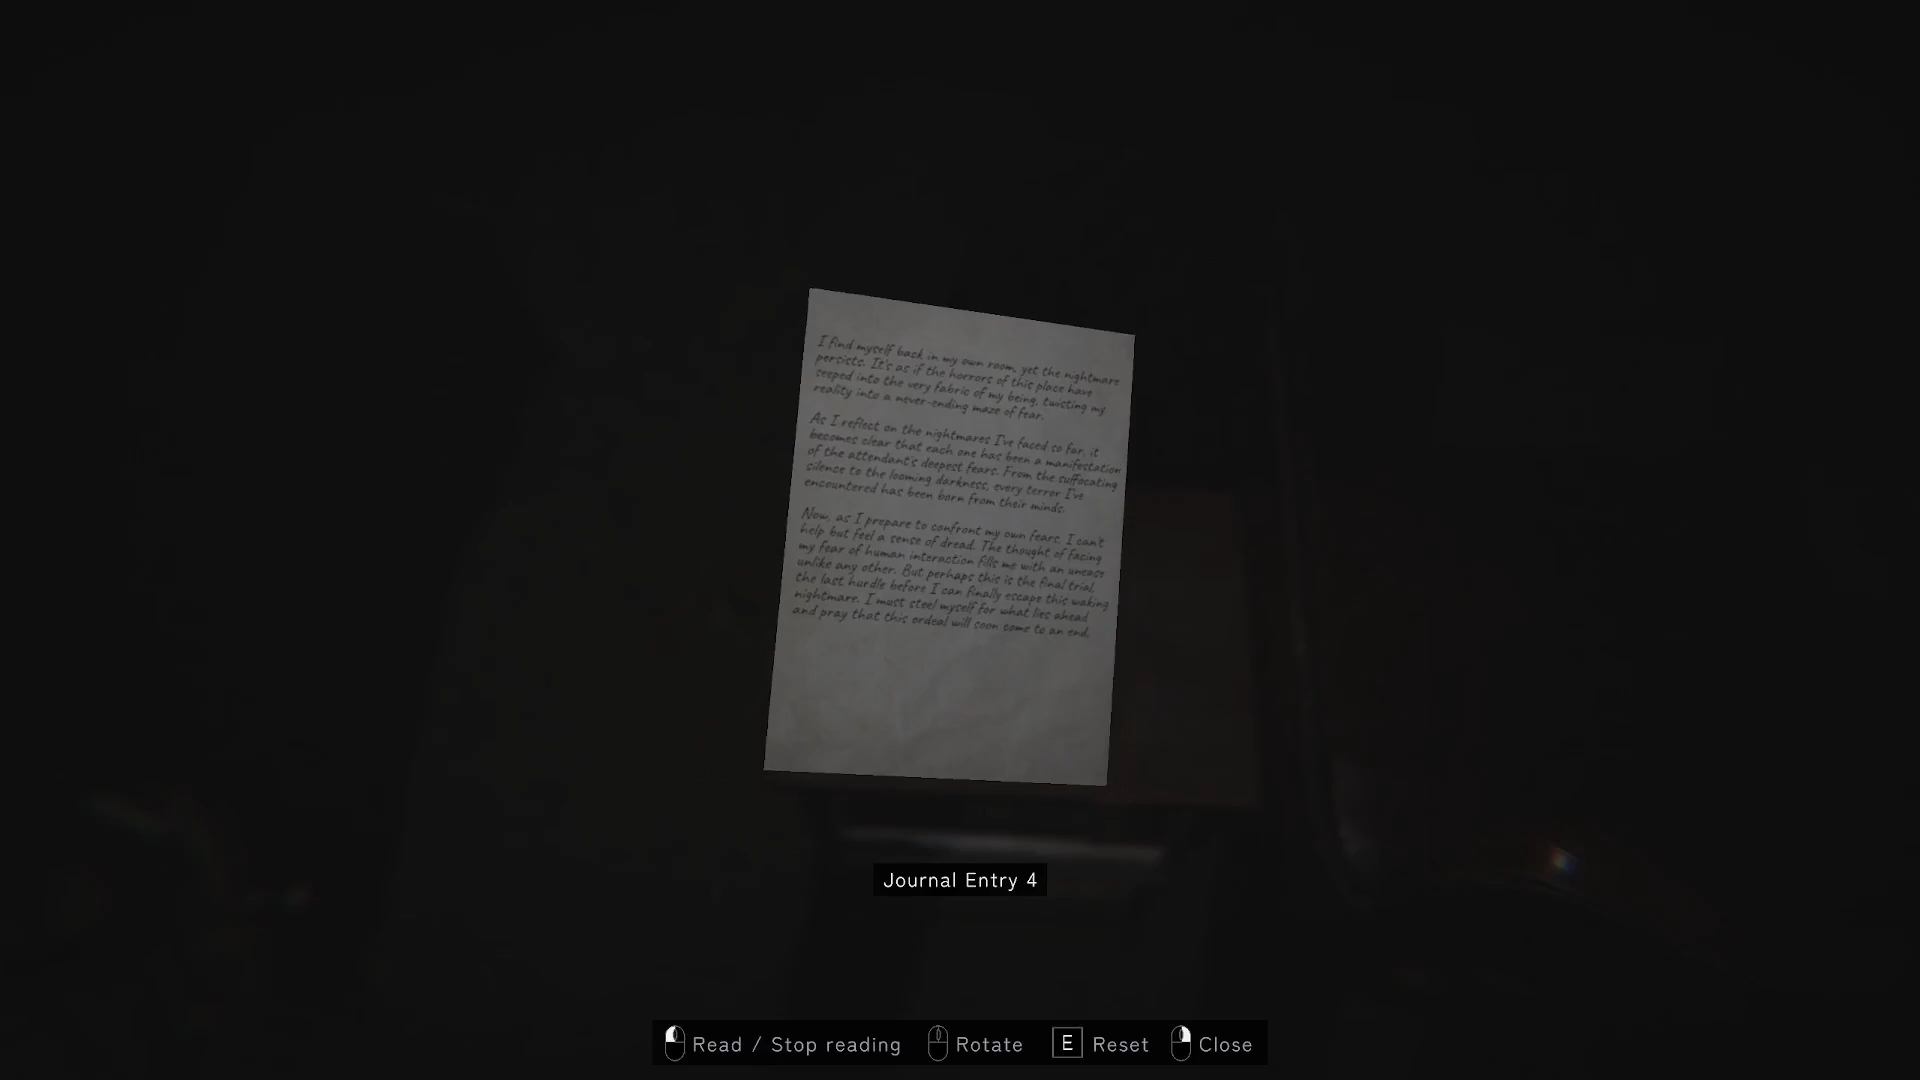 I find myself back in my own room, yet the nightmare
persists. It's as if the horrors of this place have
seeped into the very fabric of my being, twisting my
reality into a never-ending maze of fear.
As I reflect on the nightmares I've faced so far, it
becomes clear that each one has been a manifestation
of the attendant's deepest fears. From the suffocating
silence to the looming darkness, every terror I've
encountered has been born from their minds.
Now, as I prepare to confront my own fears, I can't
help but feel a sense of dread. The thought of facing
my fear of human interaction fills me with an unease
unlike any other. But perhaps this is the final trial,
the last hurdle before I can finally escape this waking
nightmare. I must steel myself for what lies ahead
and pray that this ordeal will soon come to an end.
Journal Entry 4
Read / Stop reading Rotate E Reset Close